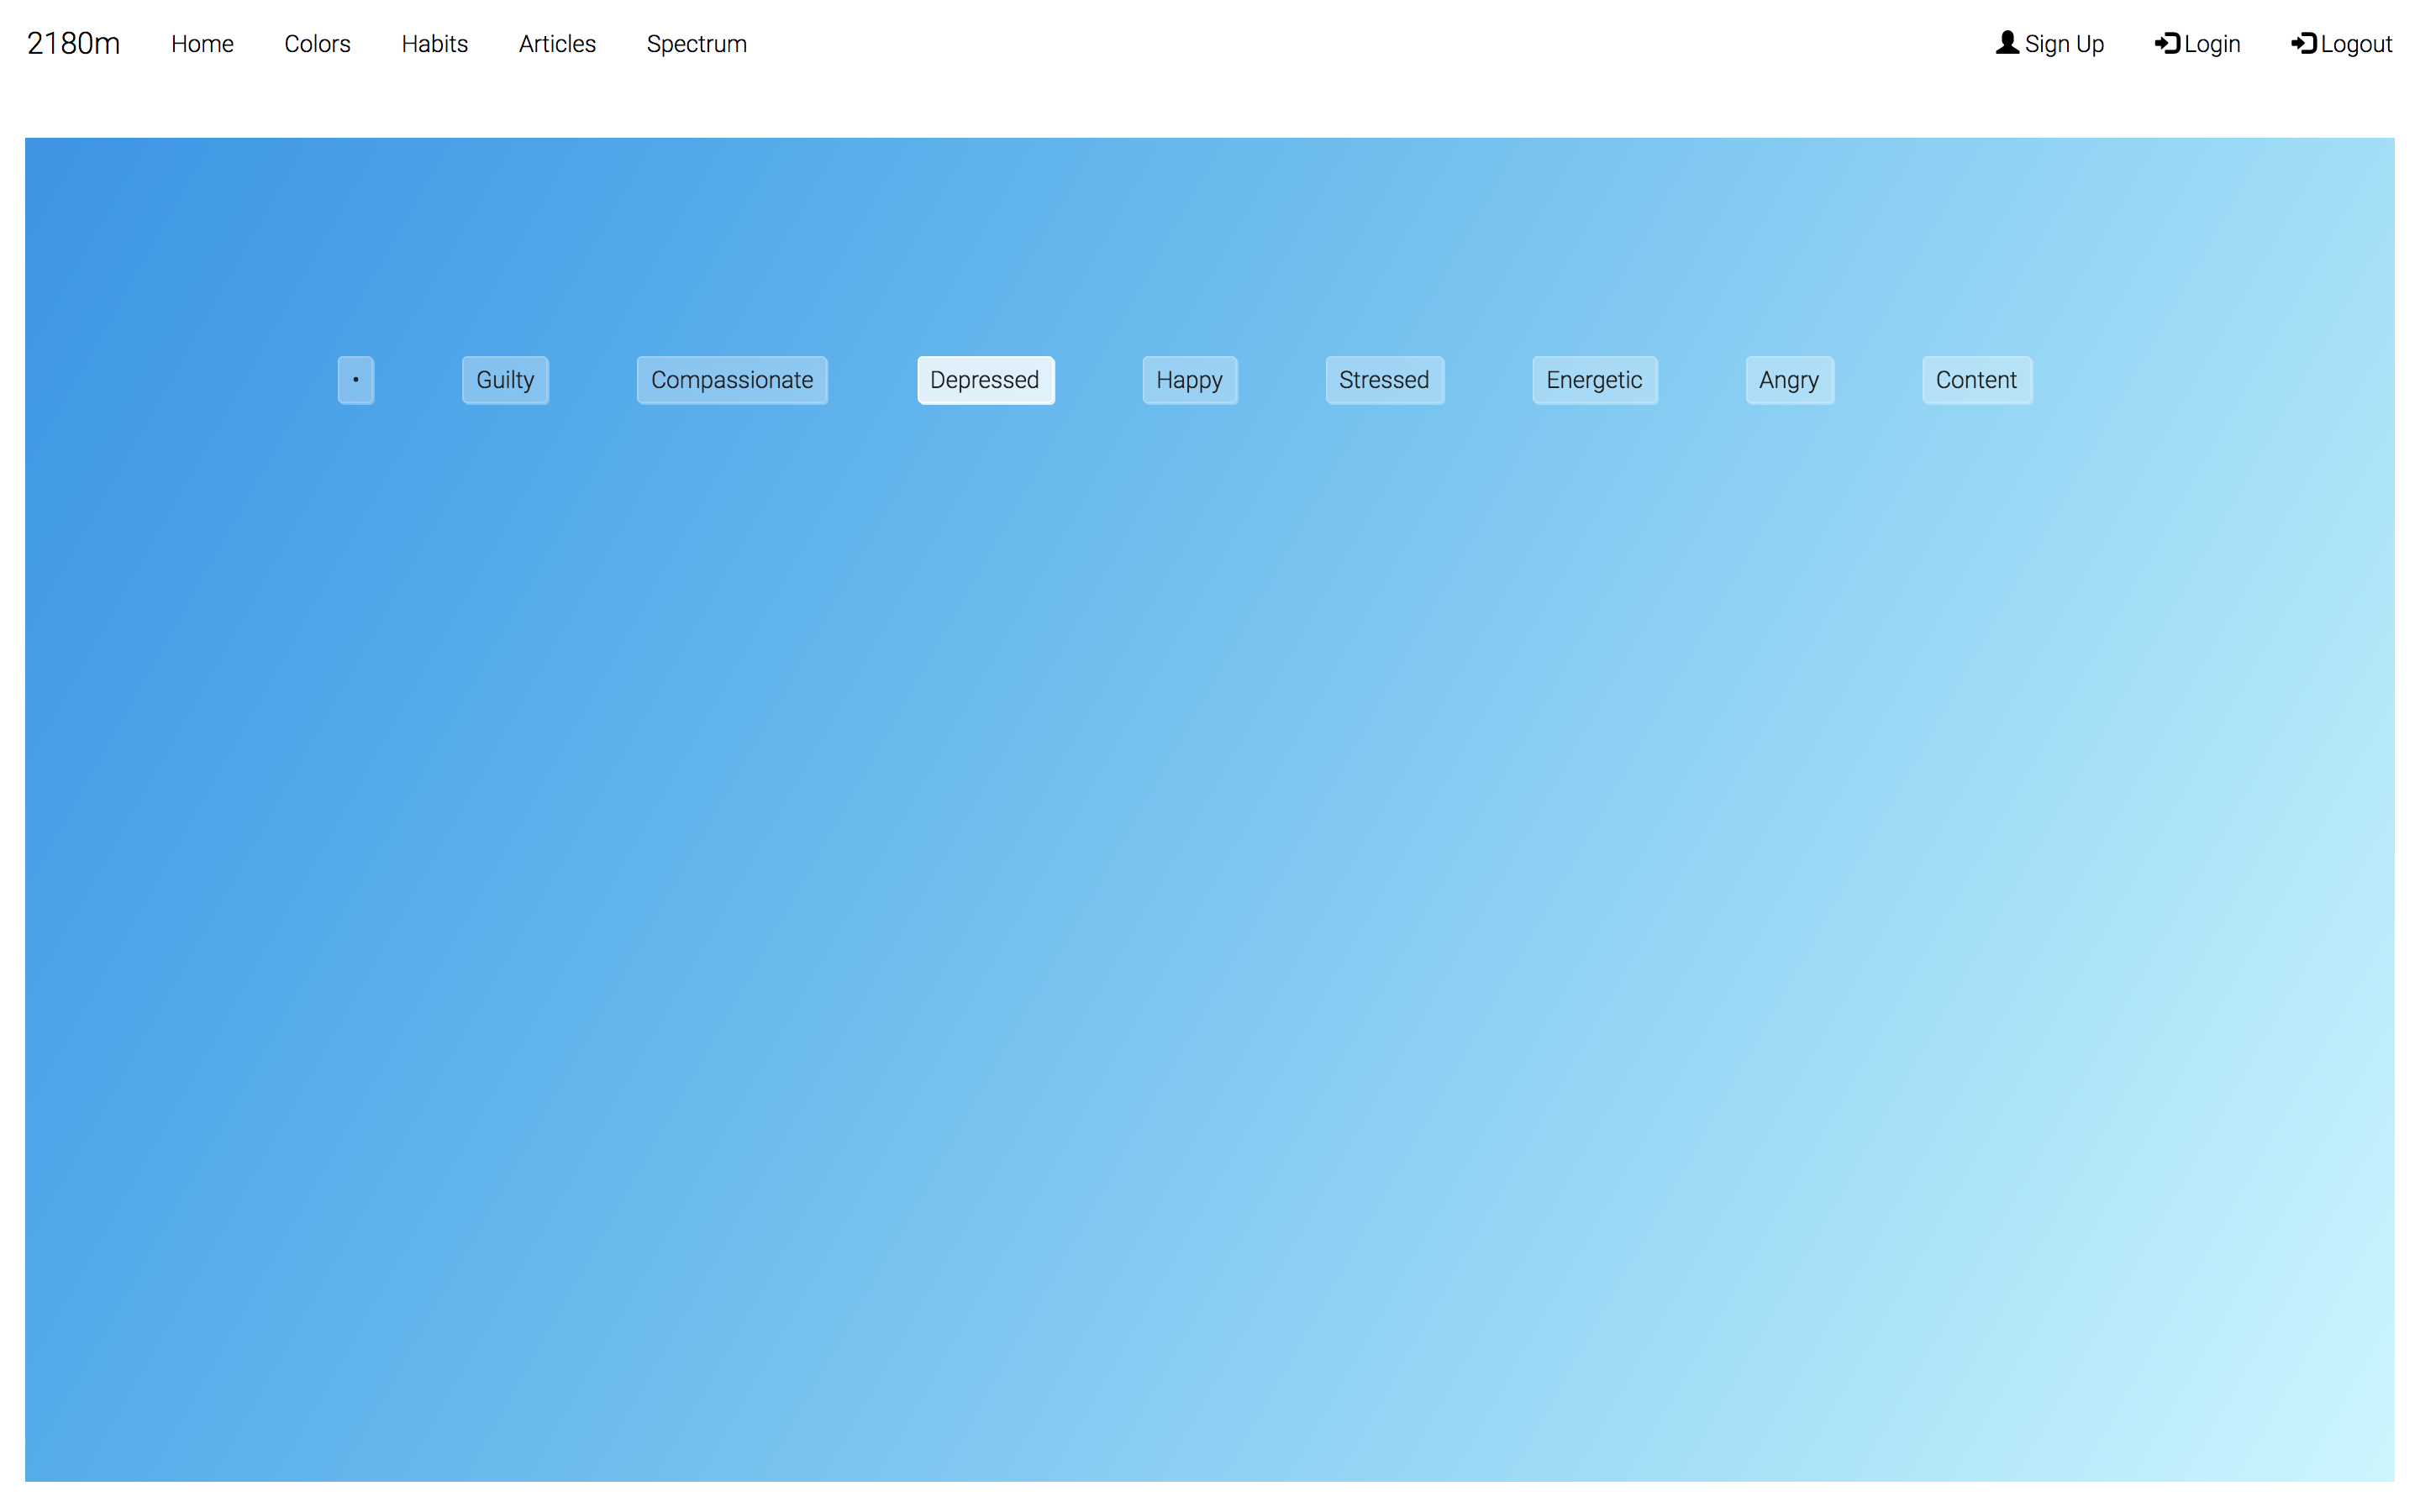 2180m Home Colors Habits Articles Spectrum Sign Up Login Logout
• Guilty Compassionate Depressed Happy Stressed Energetic Angry Content